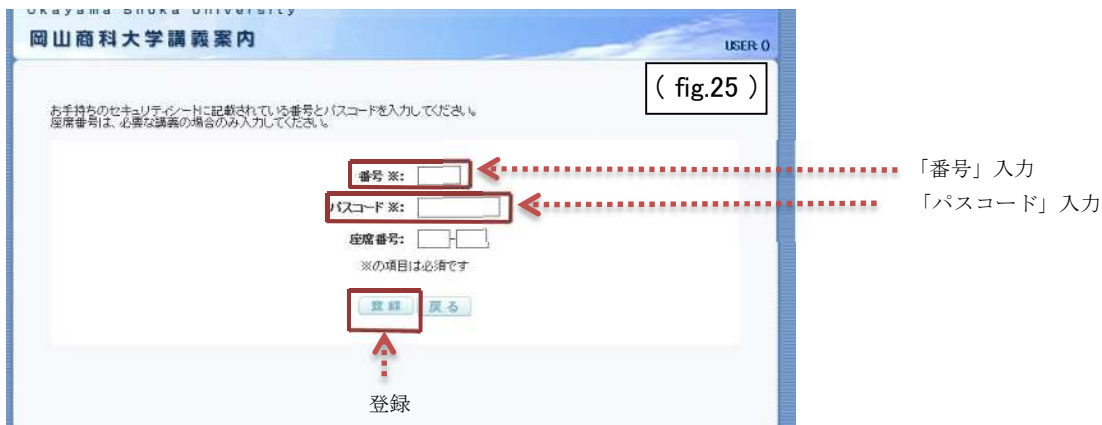 Okayama Shoka University
岡山商科大学講義案内
USER: ()
( fig.25 )
お手持ちのセキュリティシートに記載されている番号とパスコードを入力してください。
座席番号は、必要な講義の場合のみ入力してください。
番号 ※:
「番号」入力
パスコード ※:
「パスコード」入力
座席番号: -
※の項目は必須です
登録 戻る
登録